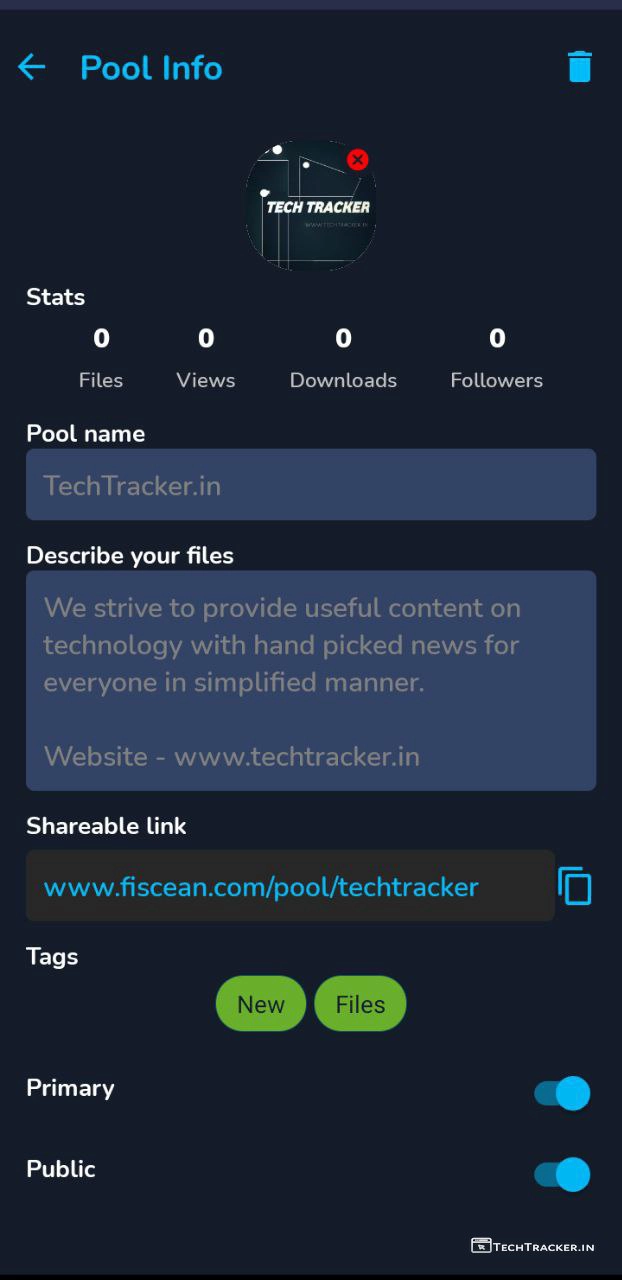 Pool Info
TECH TRACKER
WWW.TECHTRACKER.IN
Stats
0 0 0 0
Files Views Downloads Followers
Pool name
TechTracker.in
Describe your files
We strive to provide useful content on
technology with hand picked news for
everyone in simplified manner.
Website - www.techtracker.in
Shareable link
www.fiscean.com/pool/techtracker
Tags
New Files
Primary
Public
TECHTRACKER.IN